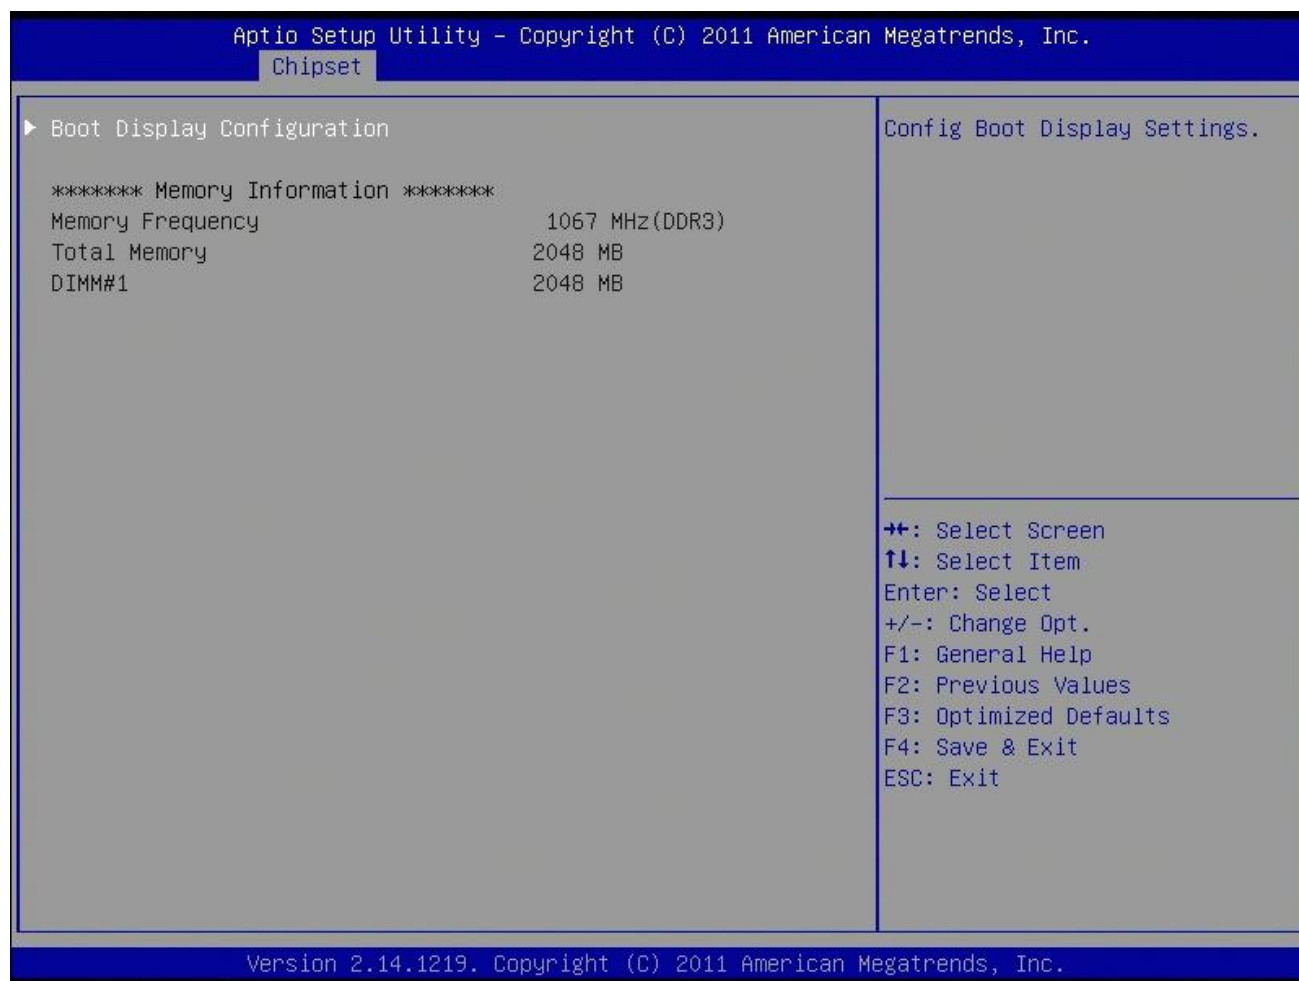 Aptio Setup Utility – Copyright (C) 2011 American Megatrends, Inc.
Chipset
▶ Boot Display Configuration
******* Memory Information *******
Memory Frequency 1067 MHz(DDR3)
Total Memory 2048 MB
DIMM#1 2048 MB
Config Boot Display Settings.
→←: Select Screen
↑↓: Select Item
Enter: Select
+/-: Change Opt.
F1: General Help
F2: Previous Values
F3: Optimized Defaults
F4: Save & Exit
ESC: Exit
Version 2.14.1219. Copyright (C) 2011 American Megatrends, Inc.